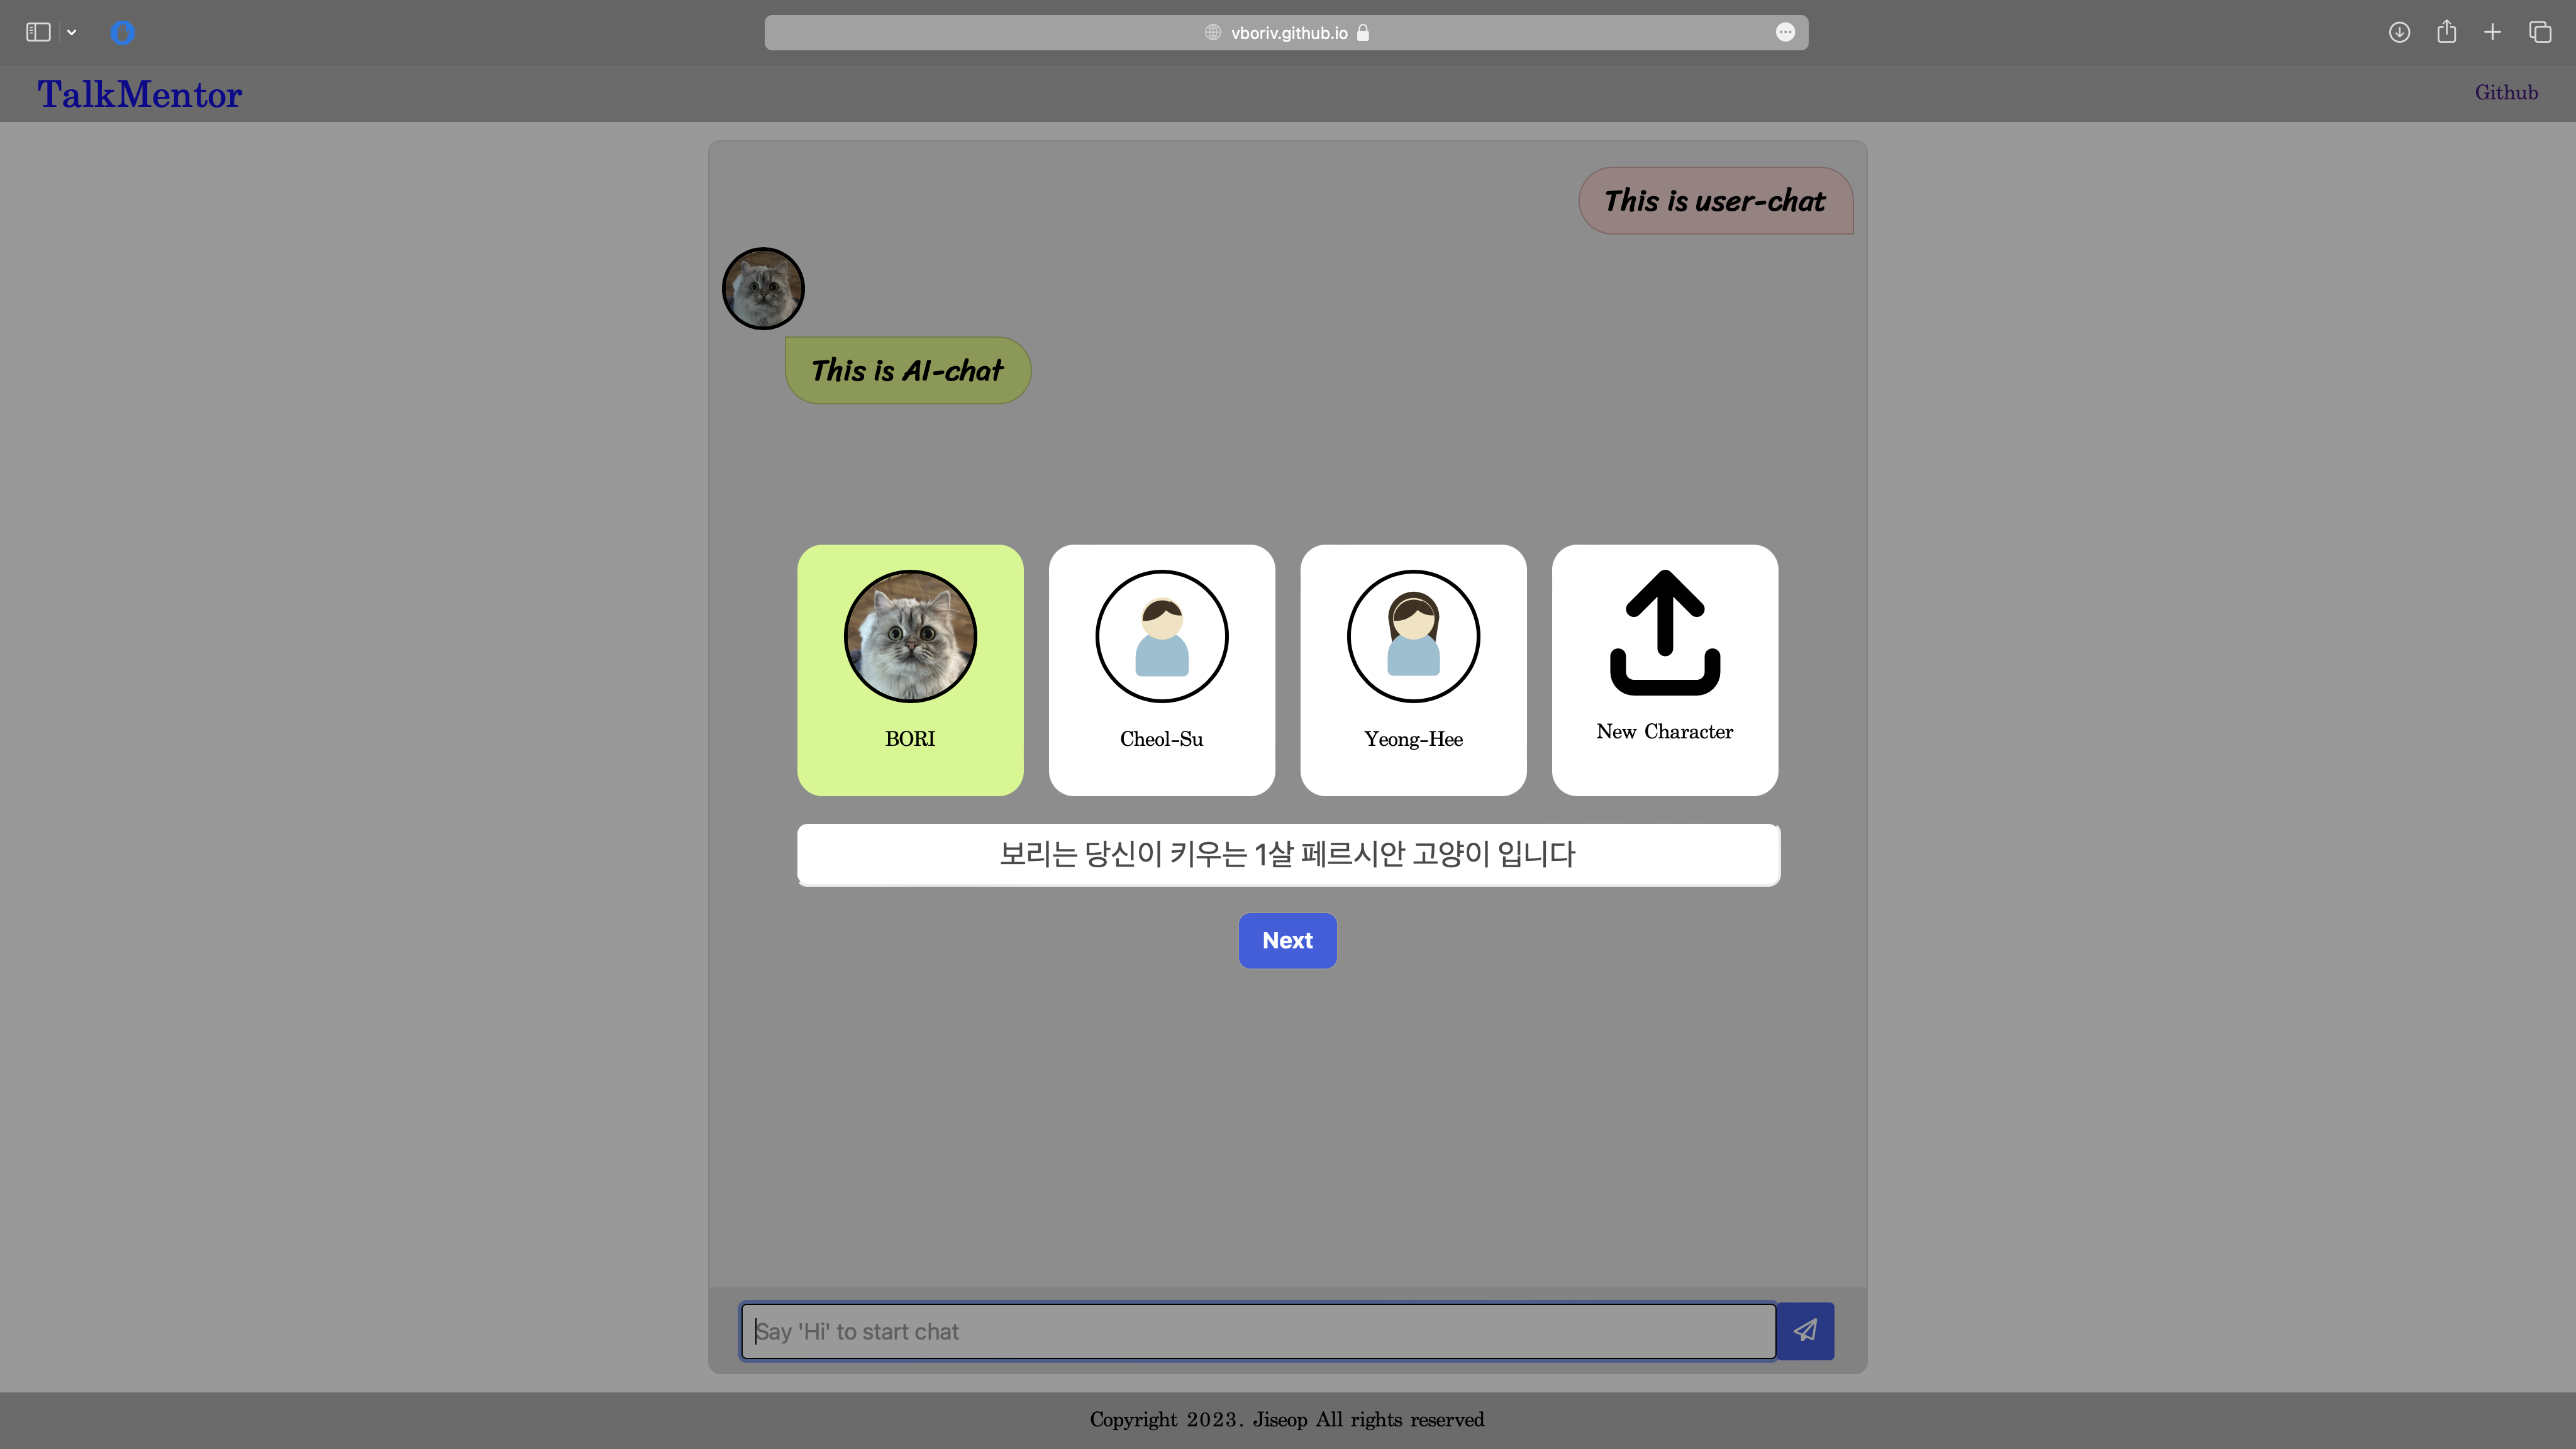 vboriv.github.io
TalkMentor
Github
This is user-chat
This is AI-chat
BORI
Cheol-Su
Yeong-Hee
New Character
보리는 당신이 키우는 1살 페르시안 고양이 입니다
Next
Say 'Hi' to start chat
Copyright 2023. Jiseop All rights reserved